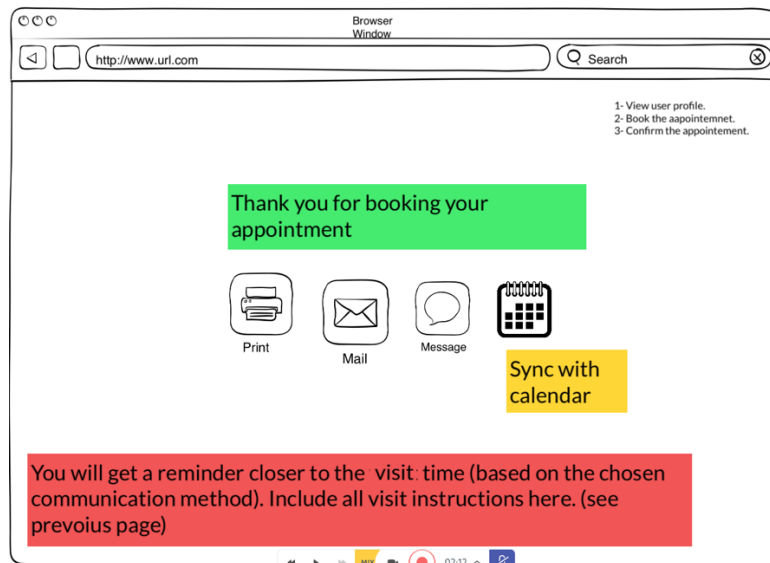 Browser
Window
http://www.url.com
Search
1- View user profile.
2- Book the aapointemnet.
3- Confirm the appointement.
Thank you for booking your
appointment
Print
Mail
Message
Sync with
calendar
You will get a reminder closer to the visit time (based on the chosen
communication method). Include all visit instructions here. (see
prevoius page)
02:12